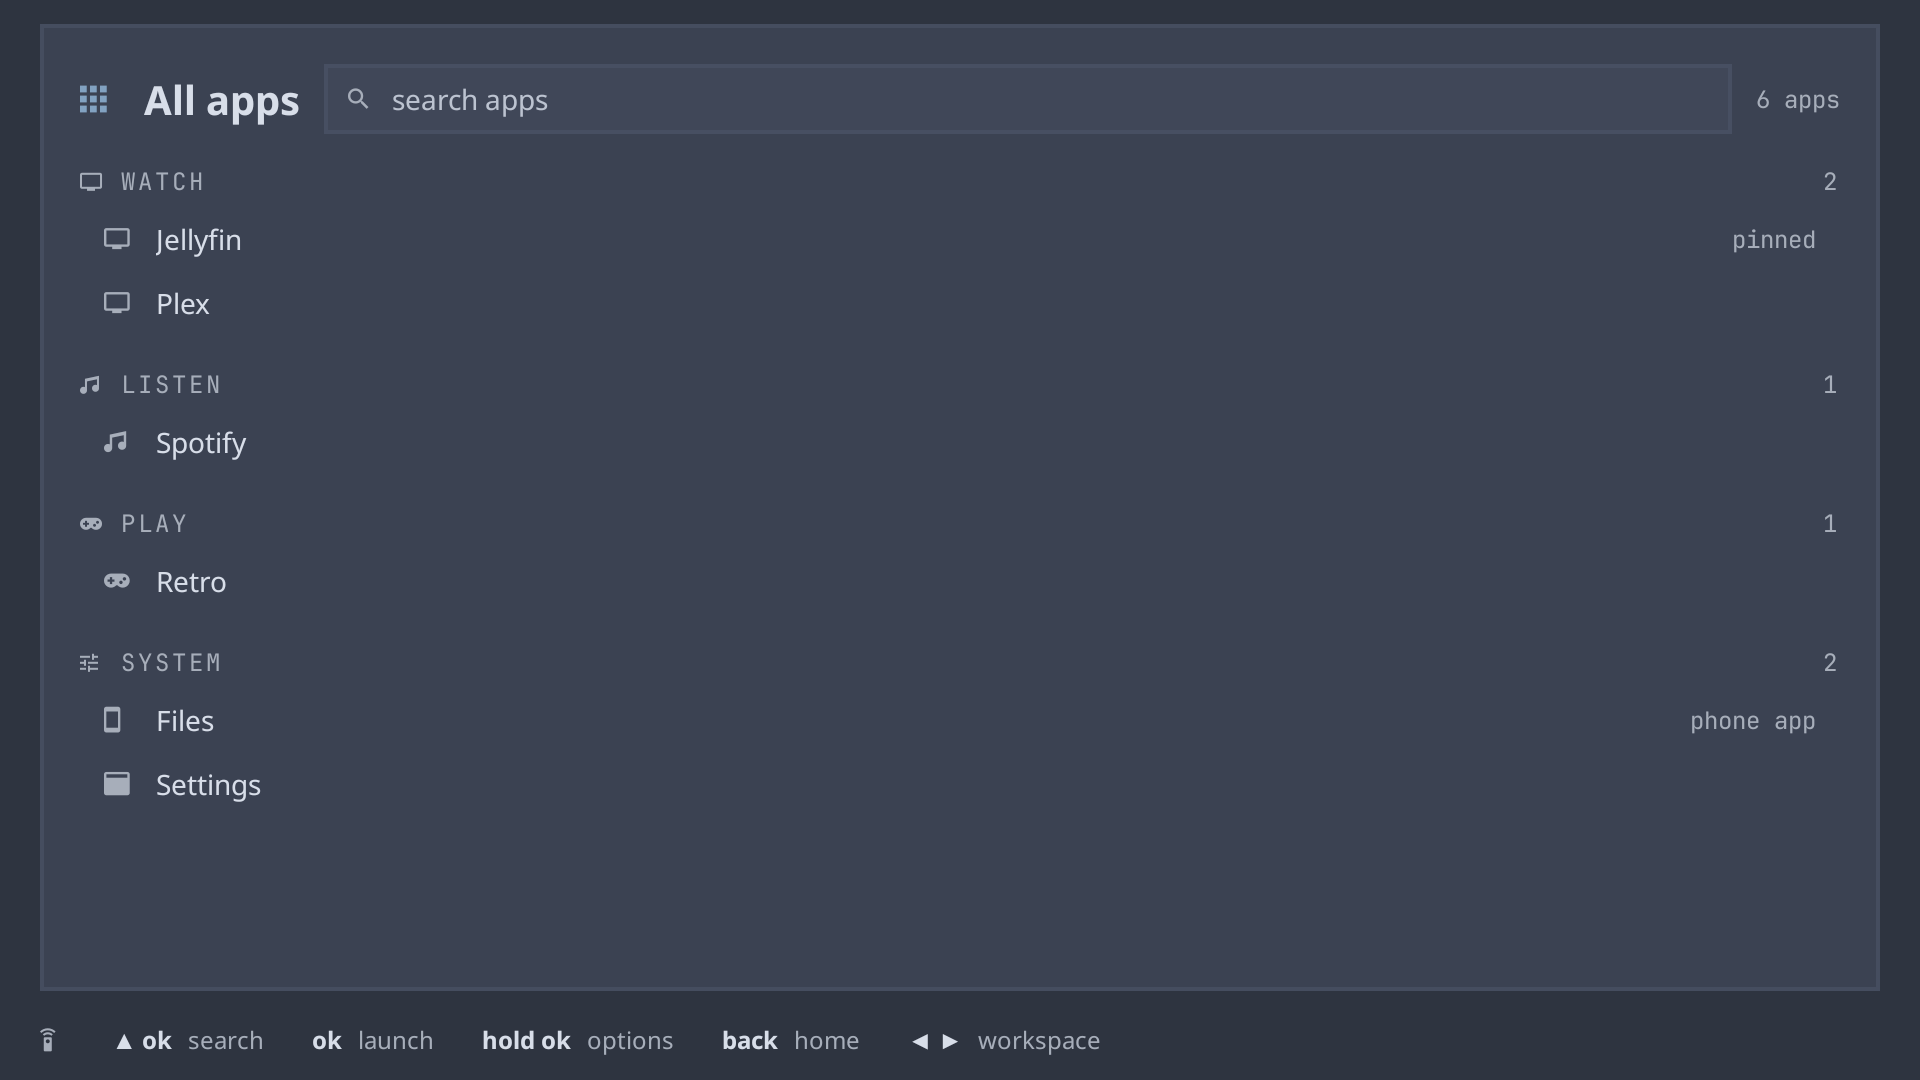 All apps
search apps
6 apps
WATCH 2
Jellyfin pinned
Plex
LISTEN 1
Spotify
PLAY 1
Retro
SYSTEM 2
Files phone app
Settings
▲ ok search ok launch hold ok options back home ◀ ▶ workspace